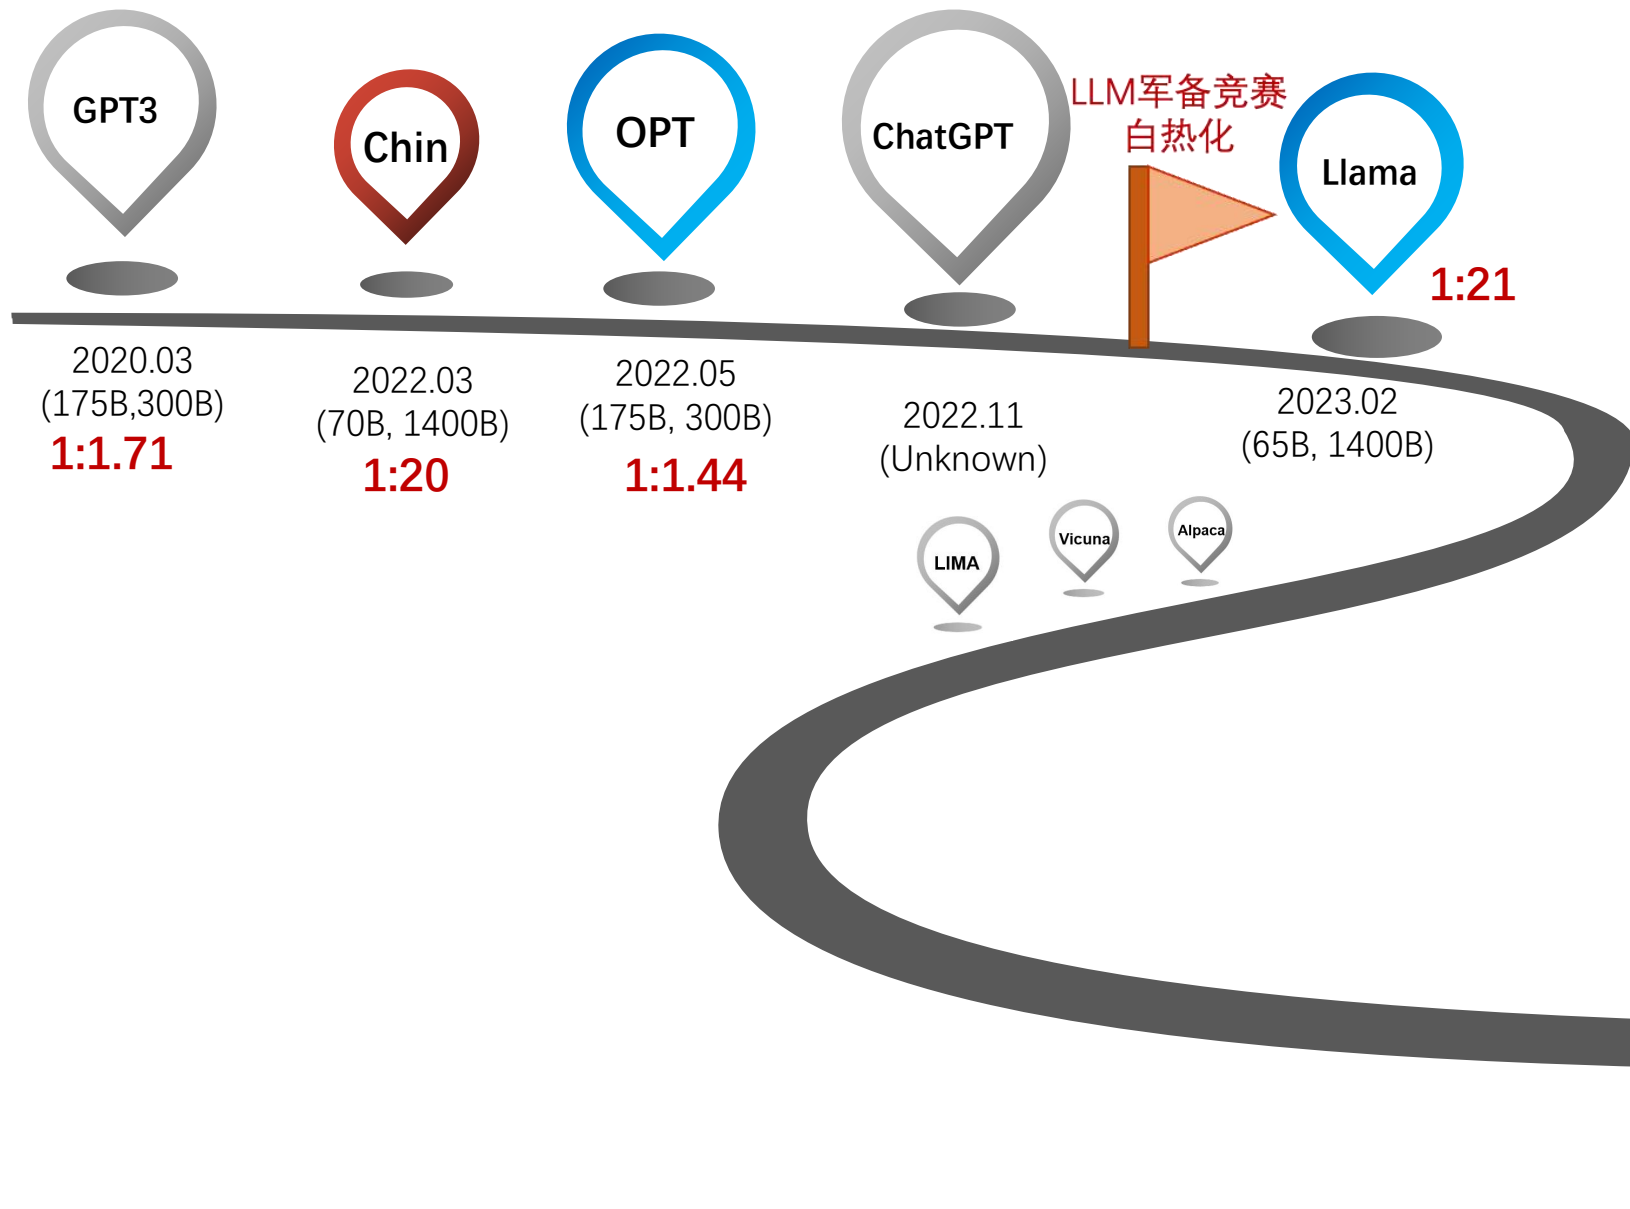 GPT3
Chin
OPT
ChatGPT
LLM军备竞赛
白热化
Llama
1:21
2020.03
(175B,300B)
1:1.71
2022.03
(70B, 1400B)
1:20
2022.05
(175B, 300B)
1:1.44
2022.11
(Unknown)
2023.02
(65B, 1400B)
LIMA
Vicuna
Alpaca